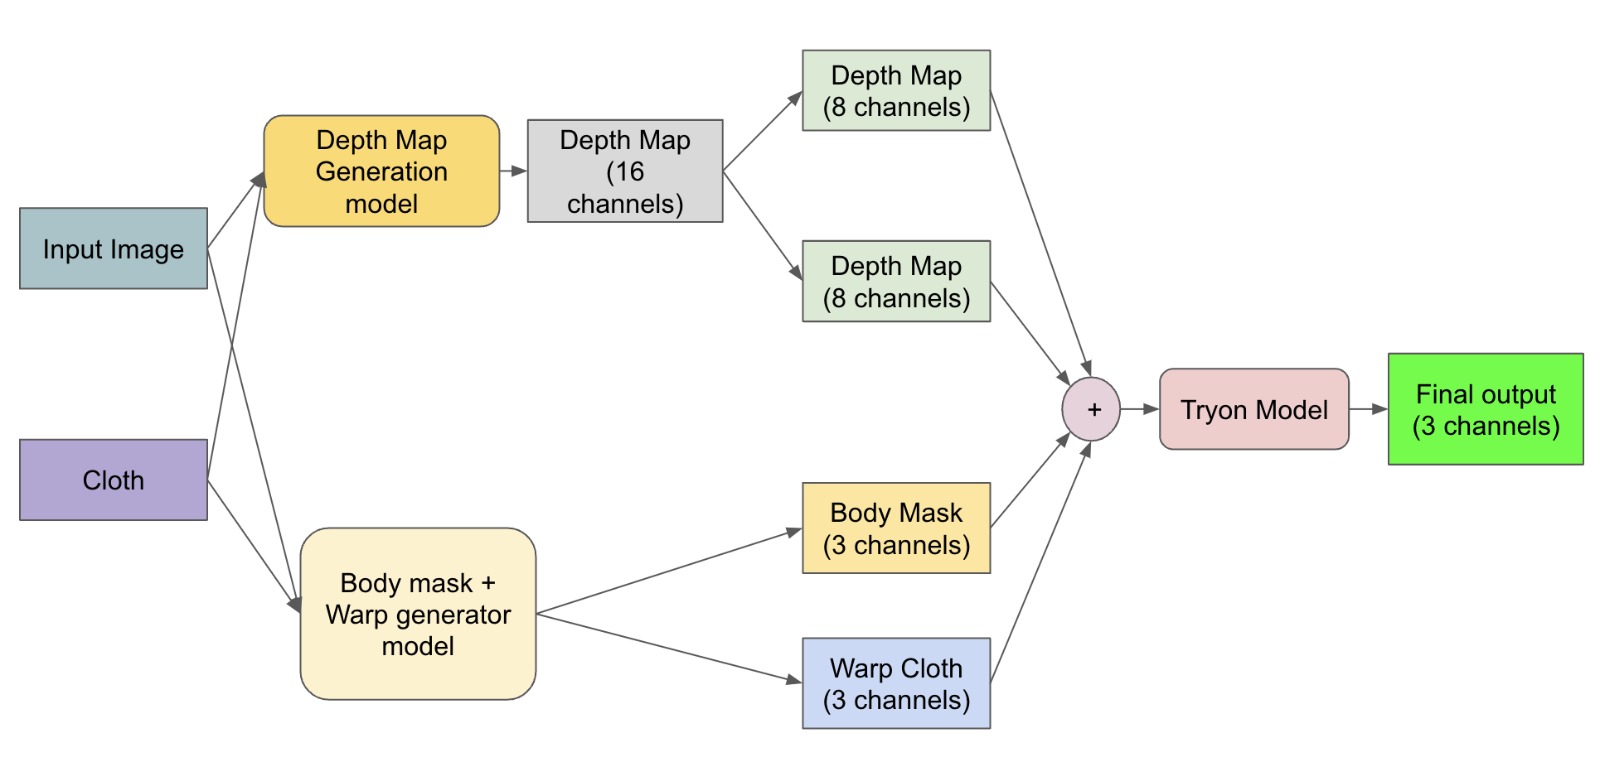 Input Image
Cloth
Depth Map
Generation
model
Body mask +
Warp generator
model
Depth Map
(16
channels)
Depth Map
(8 channels)
Depth Map
(8 channels)
Body Mask
(3 channels)
Warp Cloth
(3 channels)
+
Tryon Model
Final output
(3 channels)